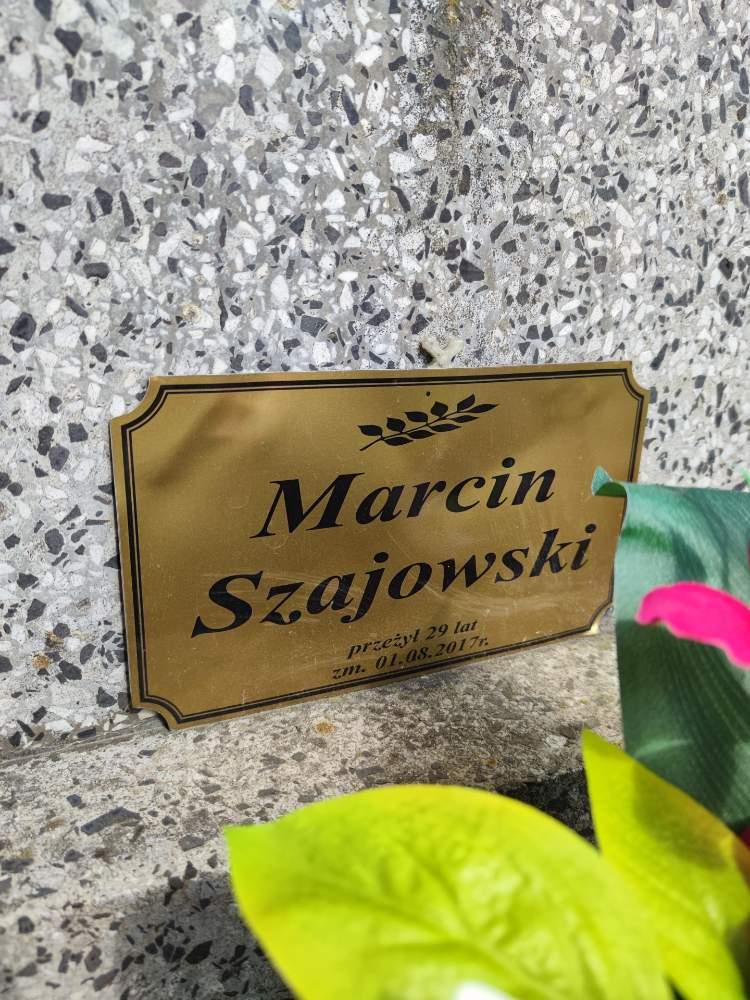 Marcin
Szajowski
przeżył 29 lat
zm. 01.08.2017r.